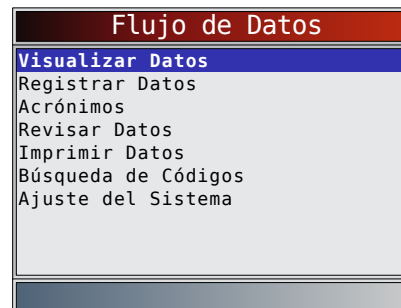 Flujo de Datos
Visualizar Datos
Registrar Datos
Acrónimos
Revisar Datos
Imprimir Datos
Búsqueda de Códigos
Ajuste del Sistema